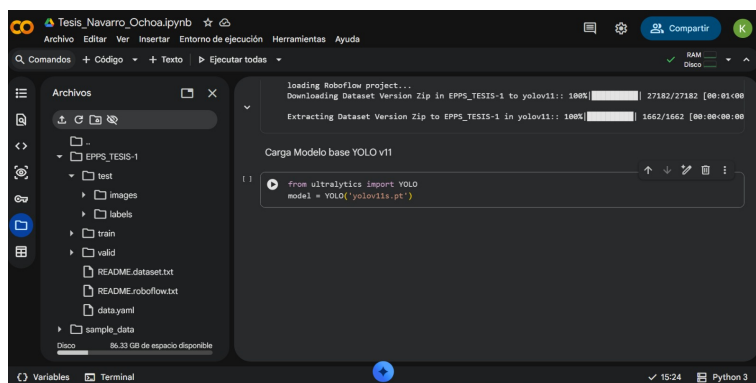 Tesis_Navarro_Ochoa.ipynb
Archivo Editar Ver Insertar Entorno de ejecución Herramientas Ayuda
Compartir
K
Comandos + Código + Texto Ejecutar todas
RAM
Disco
Archivos
..
EPPS_TESIS-1
test
images
labels
train
valid
README.dataset.txt
README.roboflow.txt
data.yaml
sample_data
Disco 86.33 GB de espacio disponible
loading Roboflow project...
Downloading Dataset Version Zip in EPPS_TESIS-1 to yolov11:: 100%| | 27182/27182 [00:01<00
Extracting Dataset Version Zip to EPPS_TESIS-1 in yolov11:: 100%| | 1662/1662 [00:00<00:00
Carga Modelo base YOLO v11
[ ]
from ultralytics import YOLO
model = YOLO('yolov11s.pt')
{} Variables Terminal
15:24 Python 3